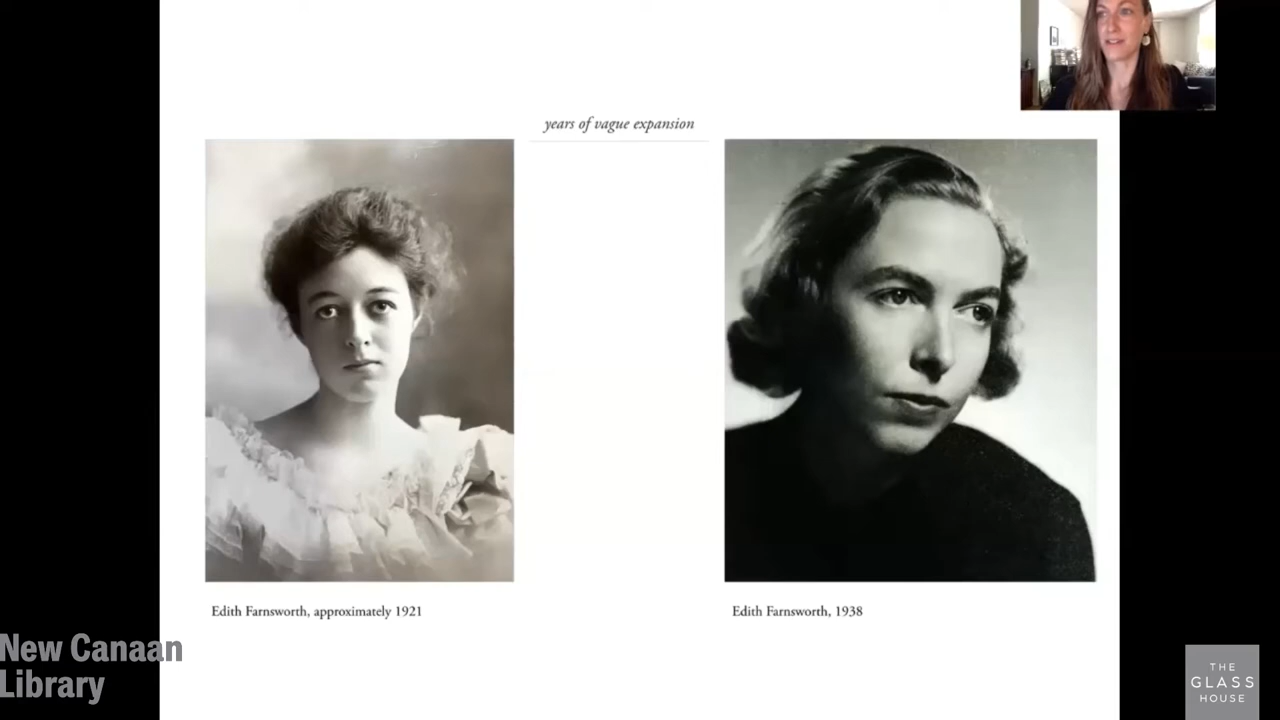 years of vague expansion
Edith Farnsworth, approximately 1921
Edith Farnsworth, 1938
New Canaan
Library
THE
GLASS
HOUSE